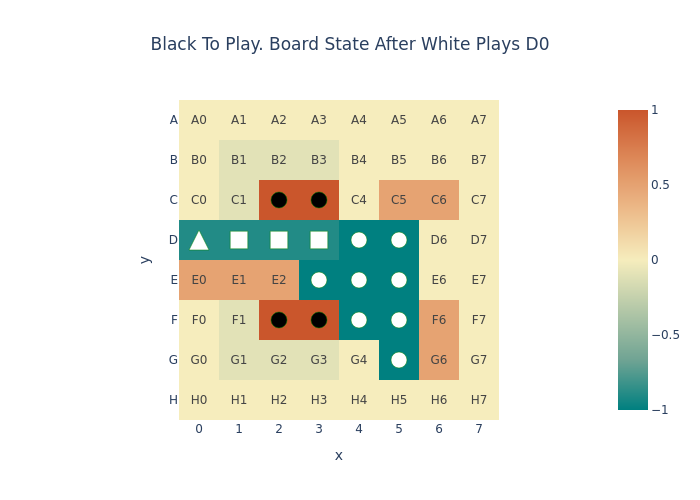 Black To Play. Board State After White Plays D0
A A0 A1 A2 A3 A4 A5 A6 A7
B B0 B1 B2 B3 B4 B5 B6 B7
C C0 C1 C4 C5 C6 C7
D D6 D7
E E0 E1 E2 E6 E7
F F0 F1 F6 F7
G G0 G1 G2 G3 G4 G6 G7
H H0 H1 H2 H3 H4 H5 H6 H7
0 1 2 3 4 5 6 7
x
y
1
0.5
0
−0.5
−1